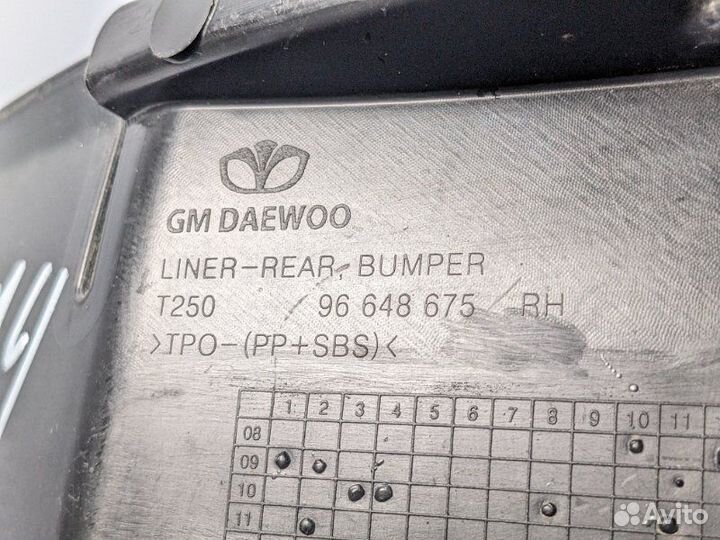 GM DAEWOO
LINER-REAR, BUMPER
T250 96 648 675 RH
>TPO-(PP+SBS)<
1 2 3 4 5 6 7 8 9 10 11
08
09
10
11
Avito